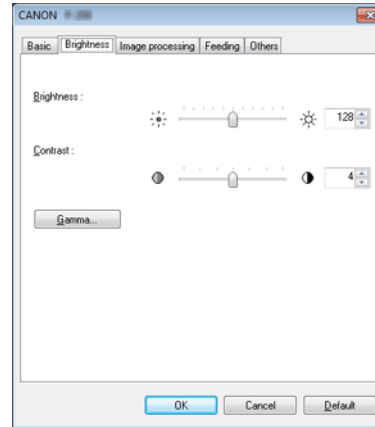 CANON
Basic Brightness Image processing Feeding Others
Brightness :
128
Contrast :
4
Gamma...
OK Cancel Default